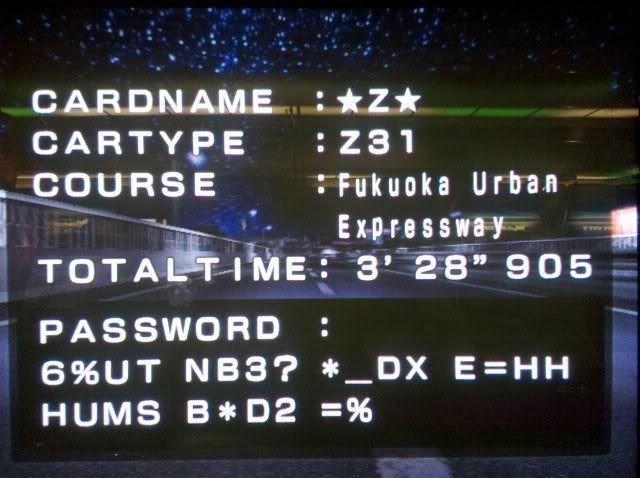 CARDNAME : ★Z★
CARTYPE : Z31
COURSE : Fukuoka Urban
Expressway
TOTALTIME: 3' 28" 905
PASSWORD :
6%UT NB3? *_DX E=HH
HUMS B*D2 =%